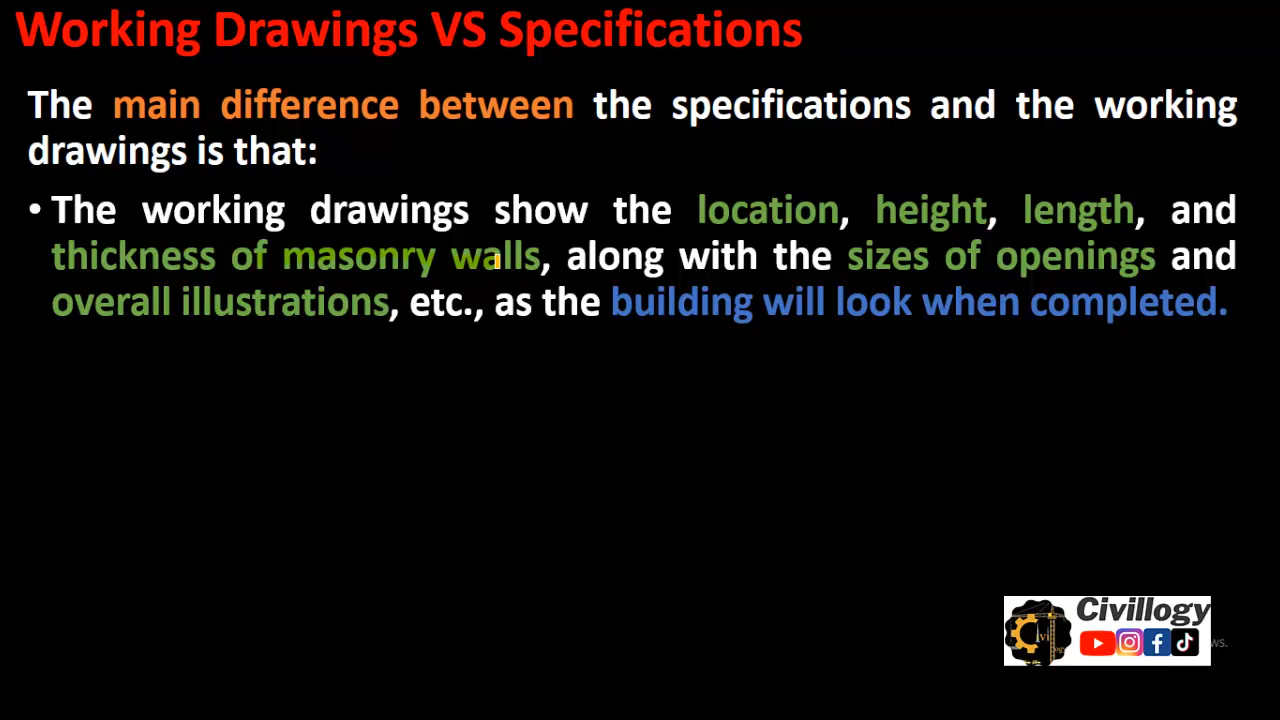 Working Drawings VS Specifications
The main difference between the specifications and the working
drawings is that:
• The working drawings show the location, height, length, and
thickness of masonry walls, along with the sizes of openings and
overall illustrations, etc., as the building will look when completed.
Civillogy
ws.